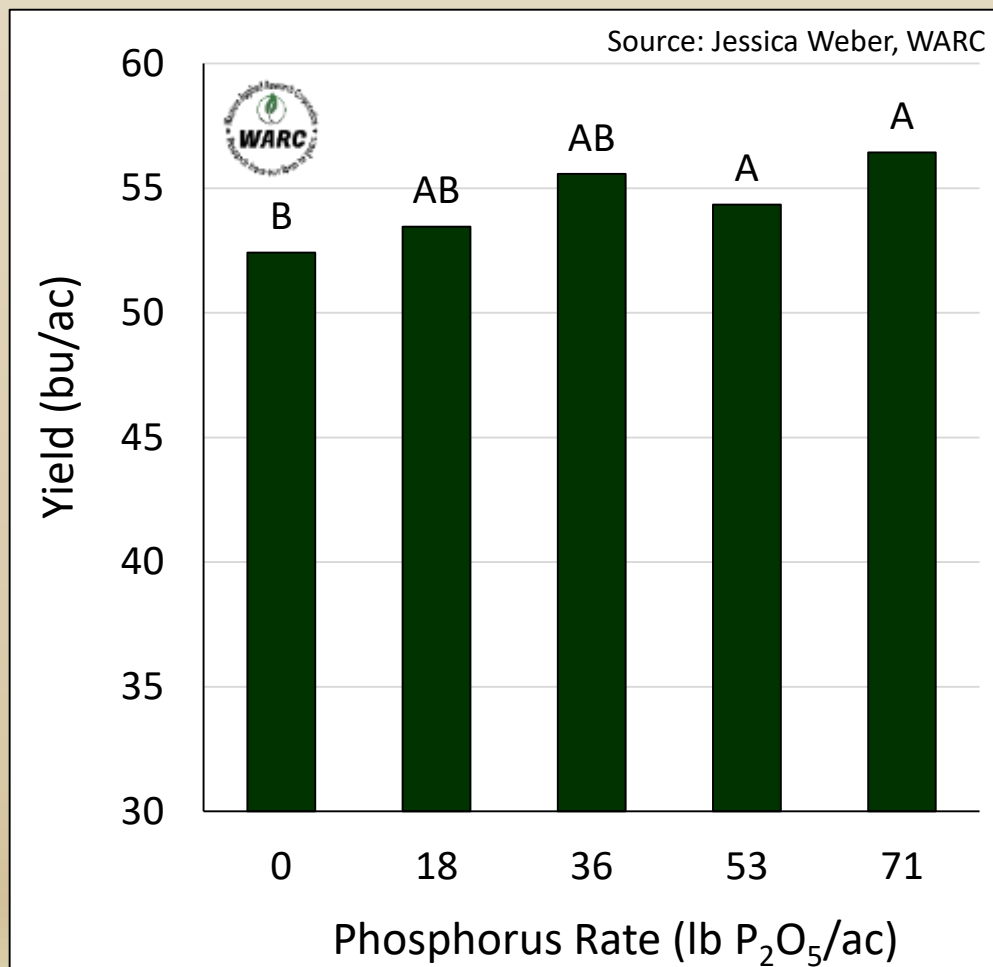 Source: Jessica Weber, WARC
60
55
50
45
40
35
30
Yield (bu/ac)
WARC
B
AB
AB
A
A
0 18 36 53 71
Phosphorus Rate (lb P₂O₅/ac)